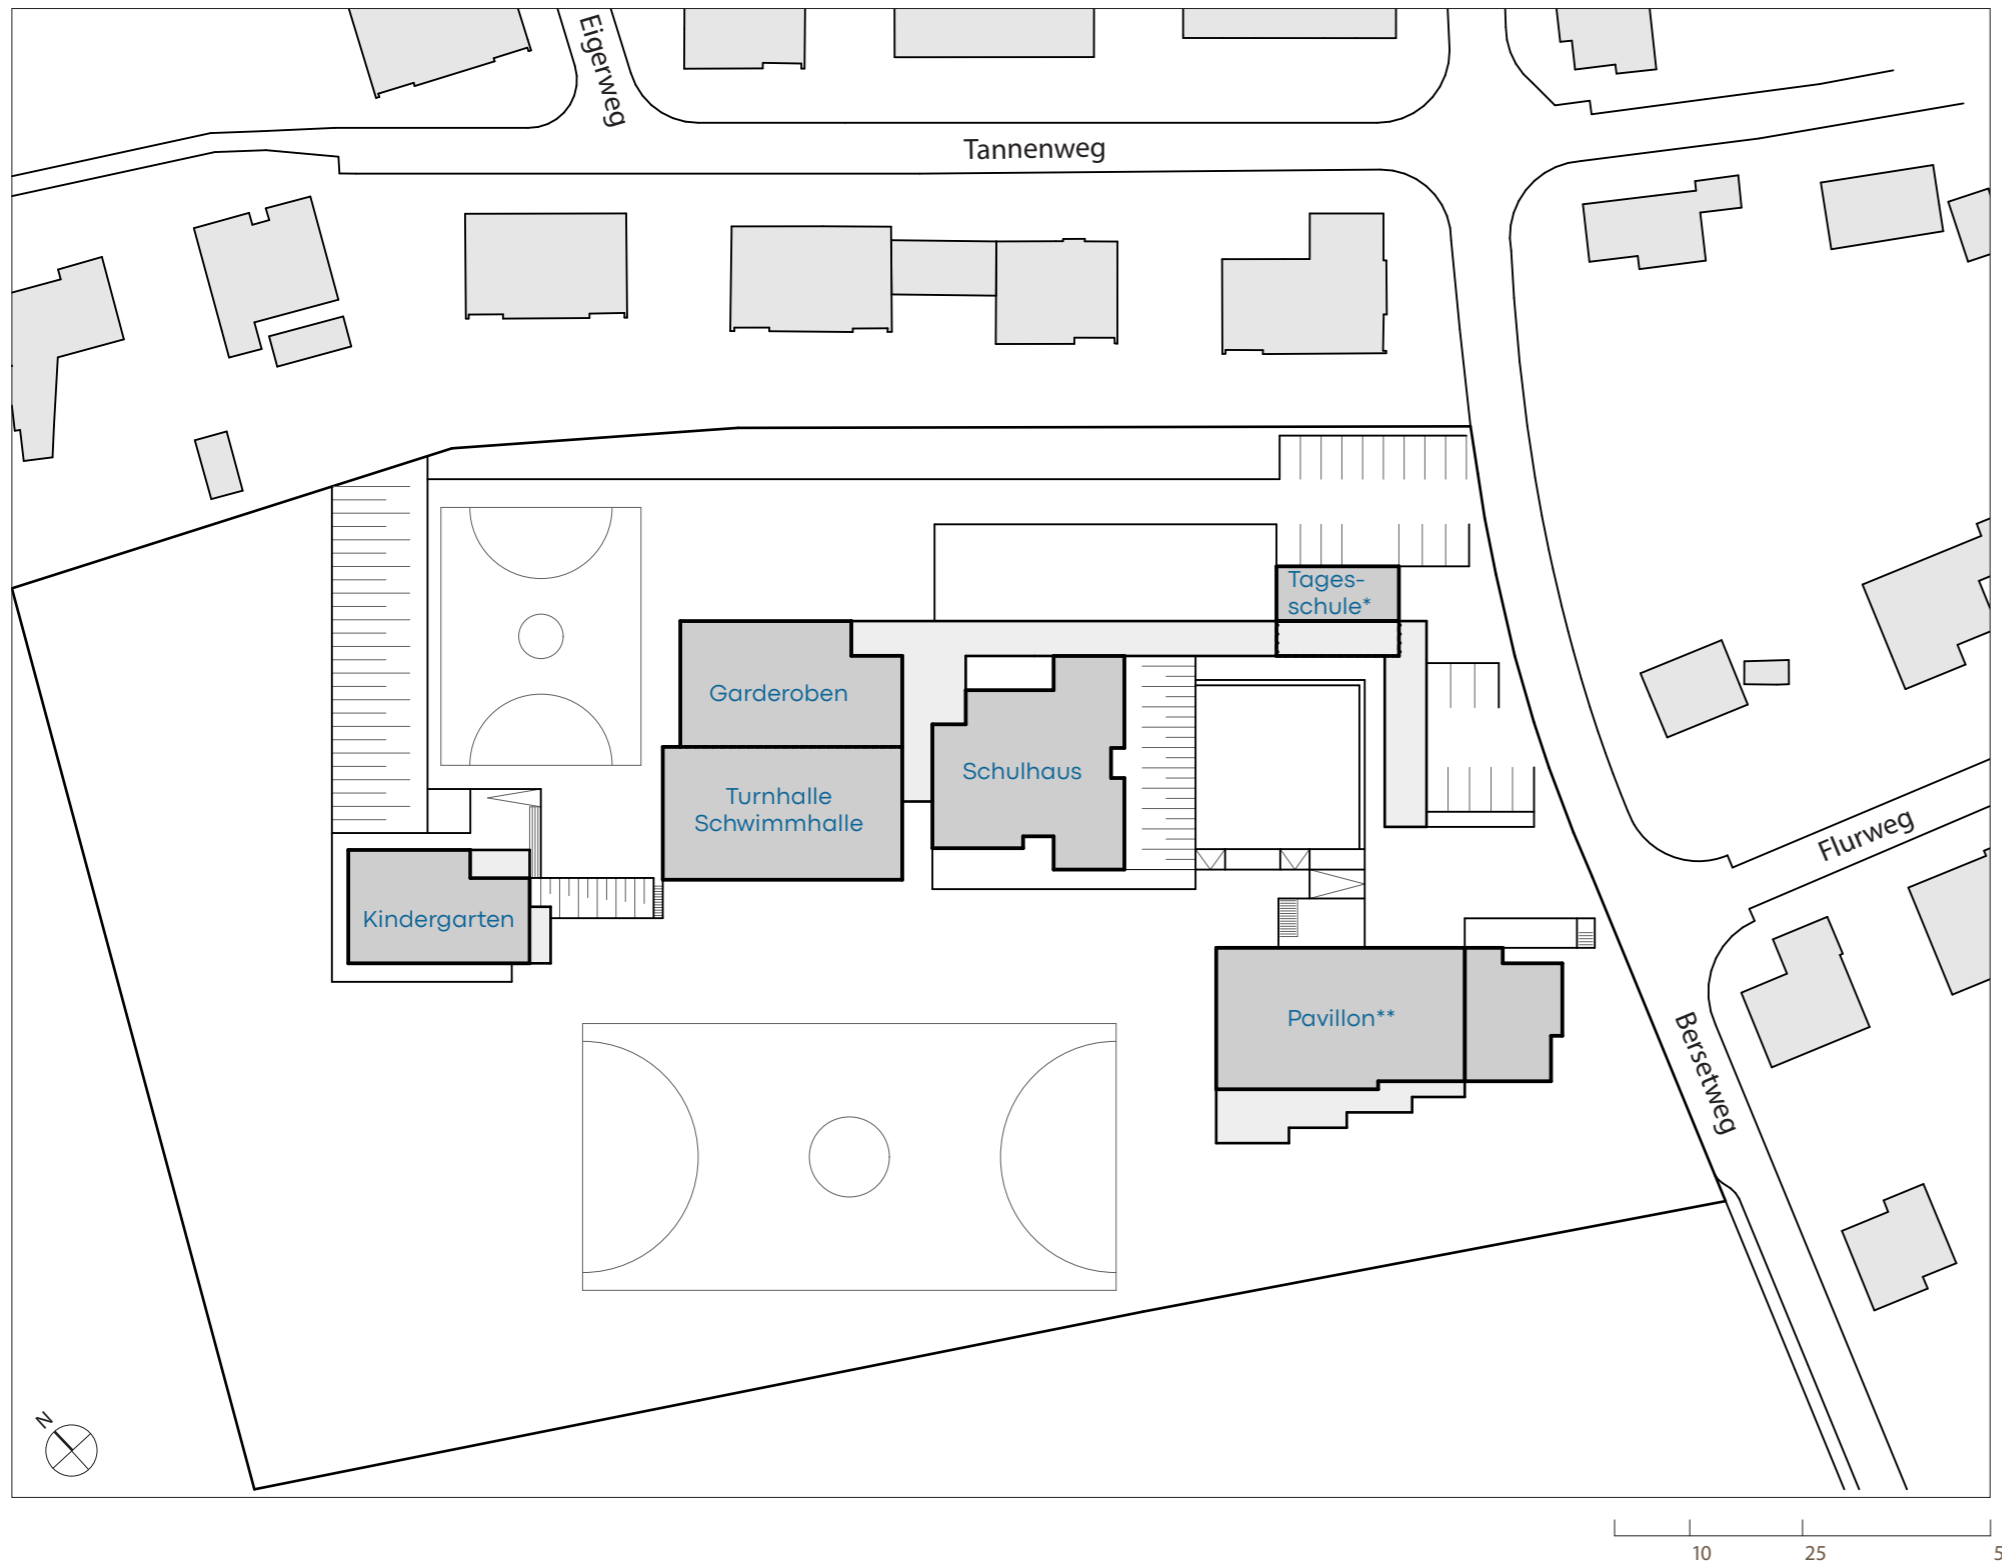 Eigerweg
Tannenweg
Tages-
schule*
Garderoben
Schulhaus
Turnhalle
Schwimmhalle
Flurweg
Kindergarten
Pavillon**
Bersetweg
N
10
25
5